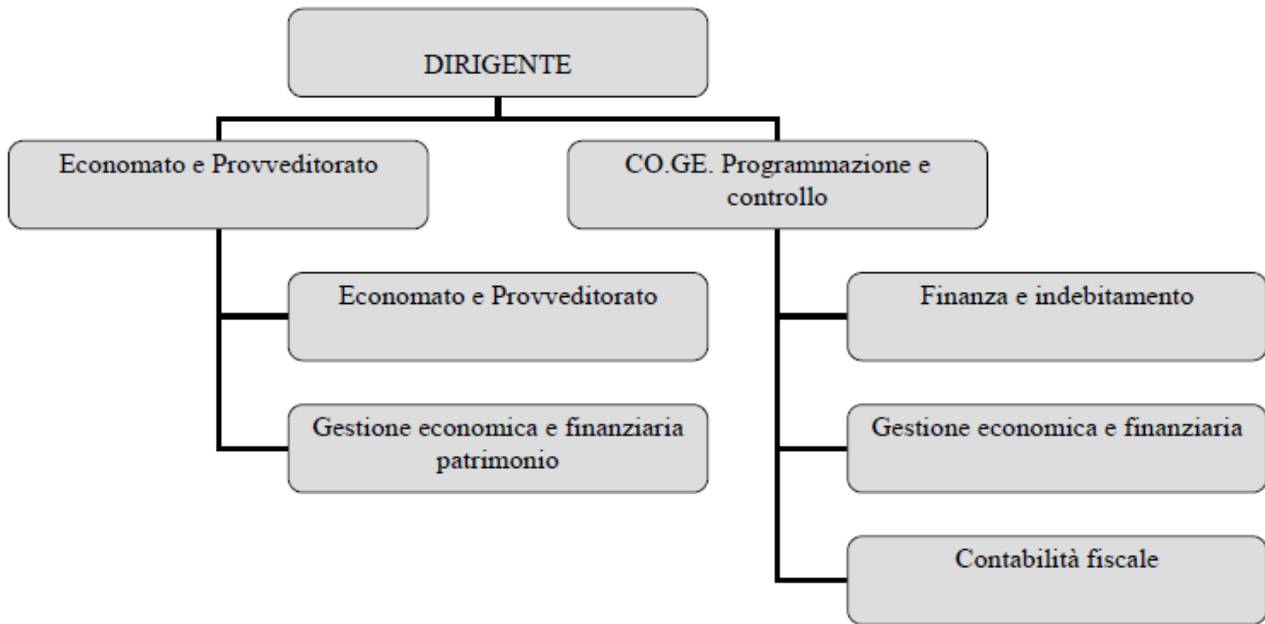 DIRIGENTE
Economato e Provveditorato
CO.GE. Programmazione e
controllo
Economato e Provveditorato
Finanza e indebitamento
Gestione economica e finanziaria
patrimonio
Gestione economica e finanziaria
Contabilità fiscale